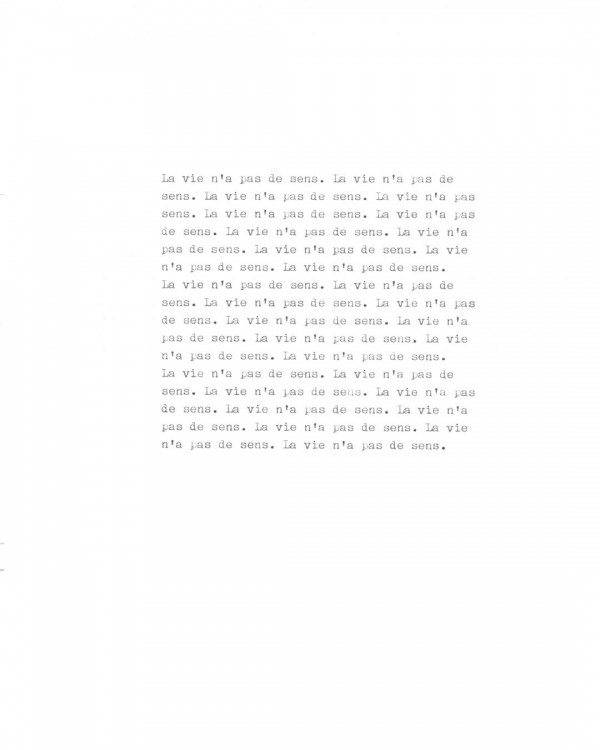 La vie n'a pas de sens. La vie n'a pas de
sens. La vie n'a pas de sens. La vie n'a pas
sens. La vie n'a pas de sens. La vie n'a pas
de sens. La vie n'a pas de sens. La vie n'a
pas de sens. La vie n'a pas de sens. La vie
n'a pas de sens. La vie n'a pas de sens.
La vie n'a pas de sens. La vie n'a pas de
sens. La vie n'a pas de sens. La vie n'a pas
de sens. La vie n'a pas de sens. La vie n'a
pas de sens. La vie n'a pas de sens. La vie
n'a pas de sens. La vie n'a pas de sens.
La vie n'a pas de sens. La vie n'a pas de
sens. La vie n'a pas de sens. La vie n'a pas
de sens. La vie n'a pas de sens. La vie n'a
pas de sens. La vie n'a pas de sens. La vie
n'a pas de sens. La vie n'a pas de sens.